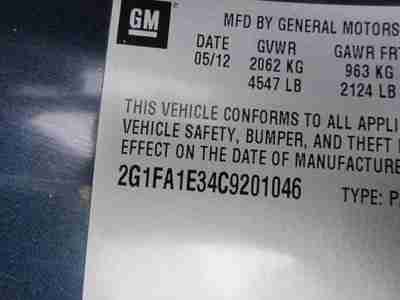 GM
MFD BY GENERAL MOTORS
DATE GVWR GAWR FRT
05/12 2062 KG 963 KG
4547 LB 2124 LB
THIS VEHICLE CONFORMS TO ALL APPLI
VEHICLE SAFETY, BUMPER, AND THEFT
EFFECT ON THE DATE OF MANUFACTURE
2G1FA1E34C9201046 TYPE: P